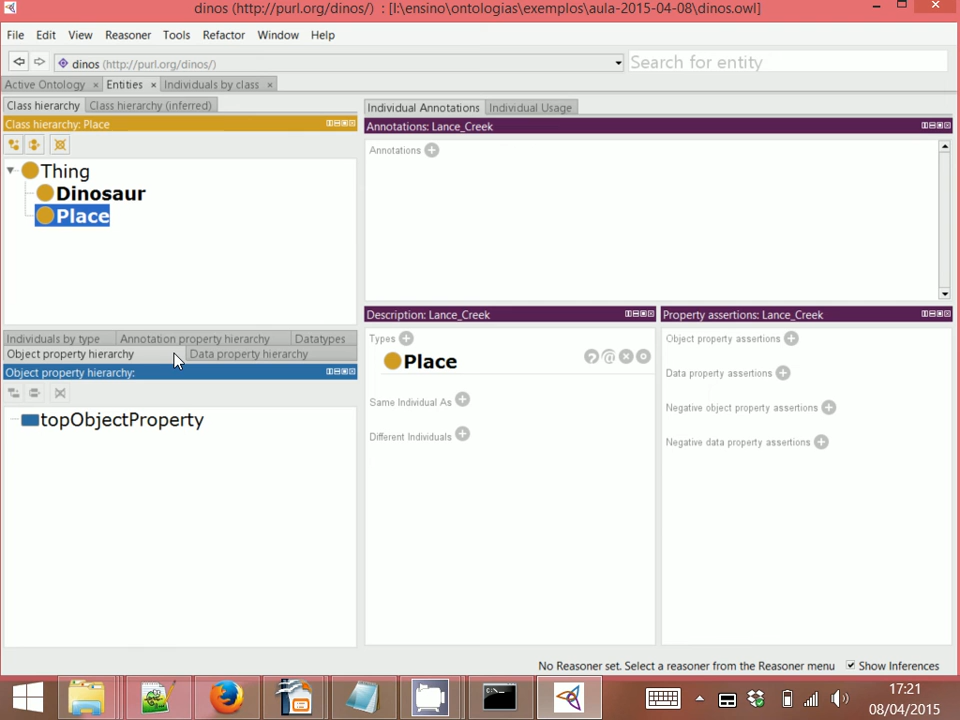 dinos (http://purl.org/dinos/) : [I:\ensino\ontologias\exemplos\aula-2015-04-08\dinos.owl]
File Edit View Reasoner Tools Refactor Window Help
dinos (http://purl.org/dinos/) Search for entity
Active Ontology × Entities × Individuals by class ×
Class hierarchy Class hierarchy (inferred)
Class hierarchy: Place
Thing
Dinosaur
Place
Individuals by type Annotation property hierarchy Datatypes
Object property hierarchy Data property hierarchy
Object property hierarchy:
topObjectProperty
Individual Annotations Individual Usage
Annotations: Lance_Creek
Annotations
Description: Lance_Creek
Types
Place
Same Individual As
Different Individuals
Property assertions: Lance_Creek
Object property assertions
Data property assertions
Negative object property assertions
Negative data property assertions
No Reasoner set. Select a reasoner from the Reasoner menu Show Inferences
17:21
08/04/2015